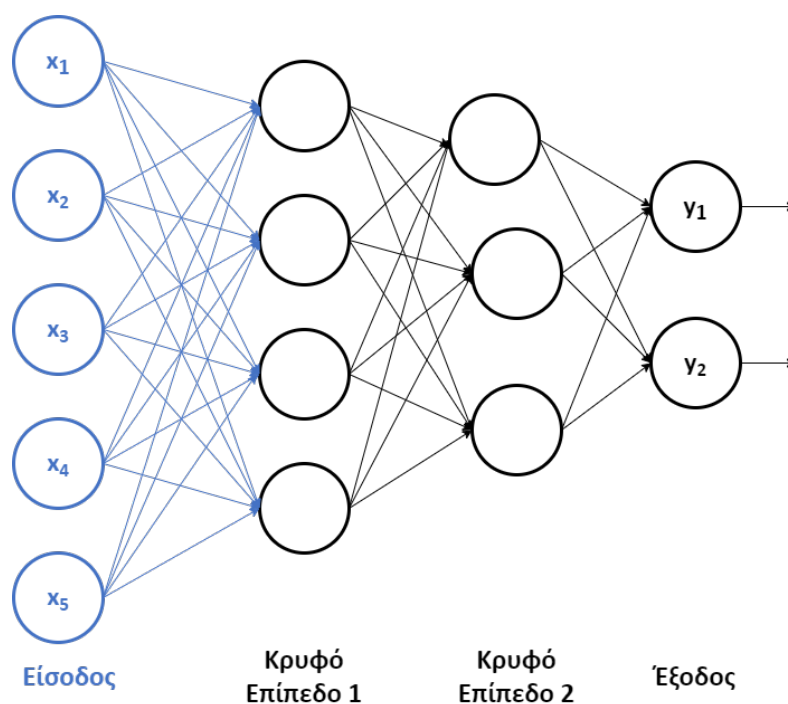 x₁
x₂
x₃
x₄
x₅
y₁
y₂
Είσοδος
Κρυφό
Επίπεδο 1
Κρυφό
Επίπεδο 2
Έξοδος